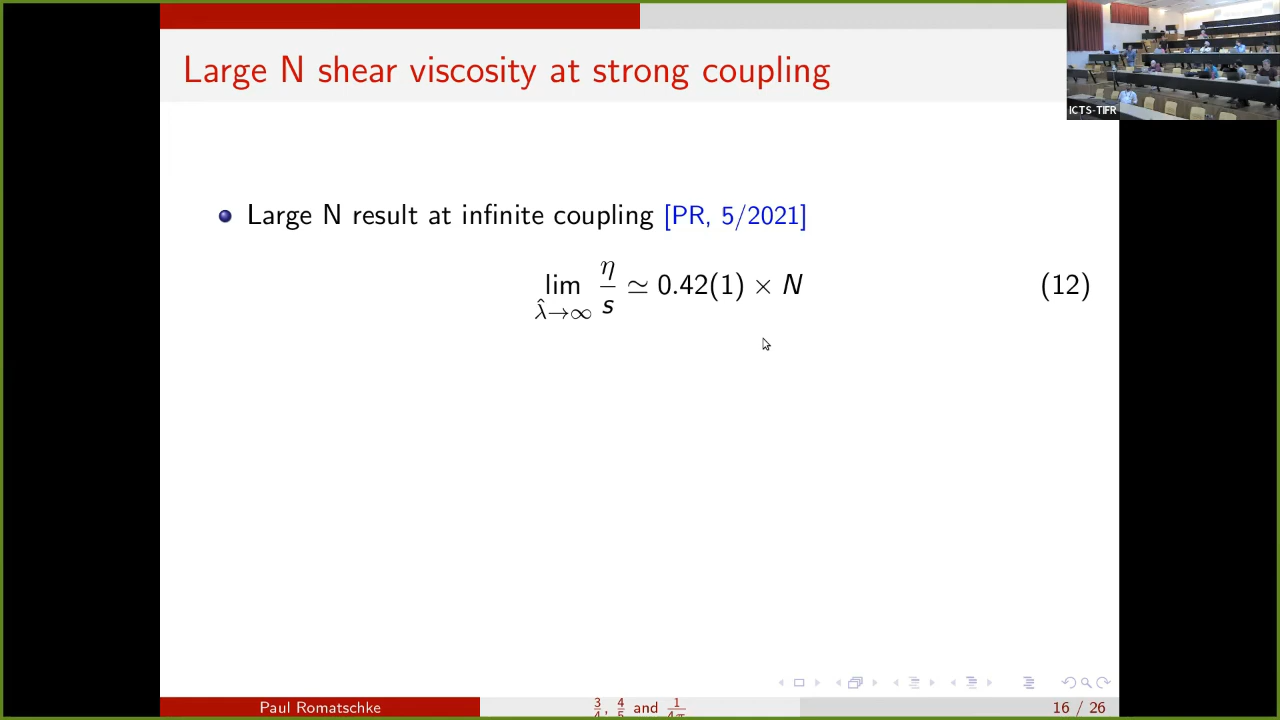 Large N shear viscosity at strong coupling
ICTS-TIFR
Large N result at infinite coupling [PR, 5/2021]
lim_{λ̂→∞} η/s ≃ 0.42(1) × N (12)
Paul Romatschke 3/4, 4/5 and 1/4π 16 / 26